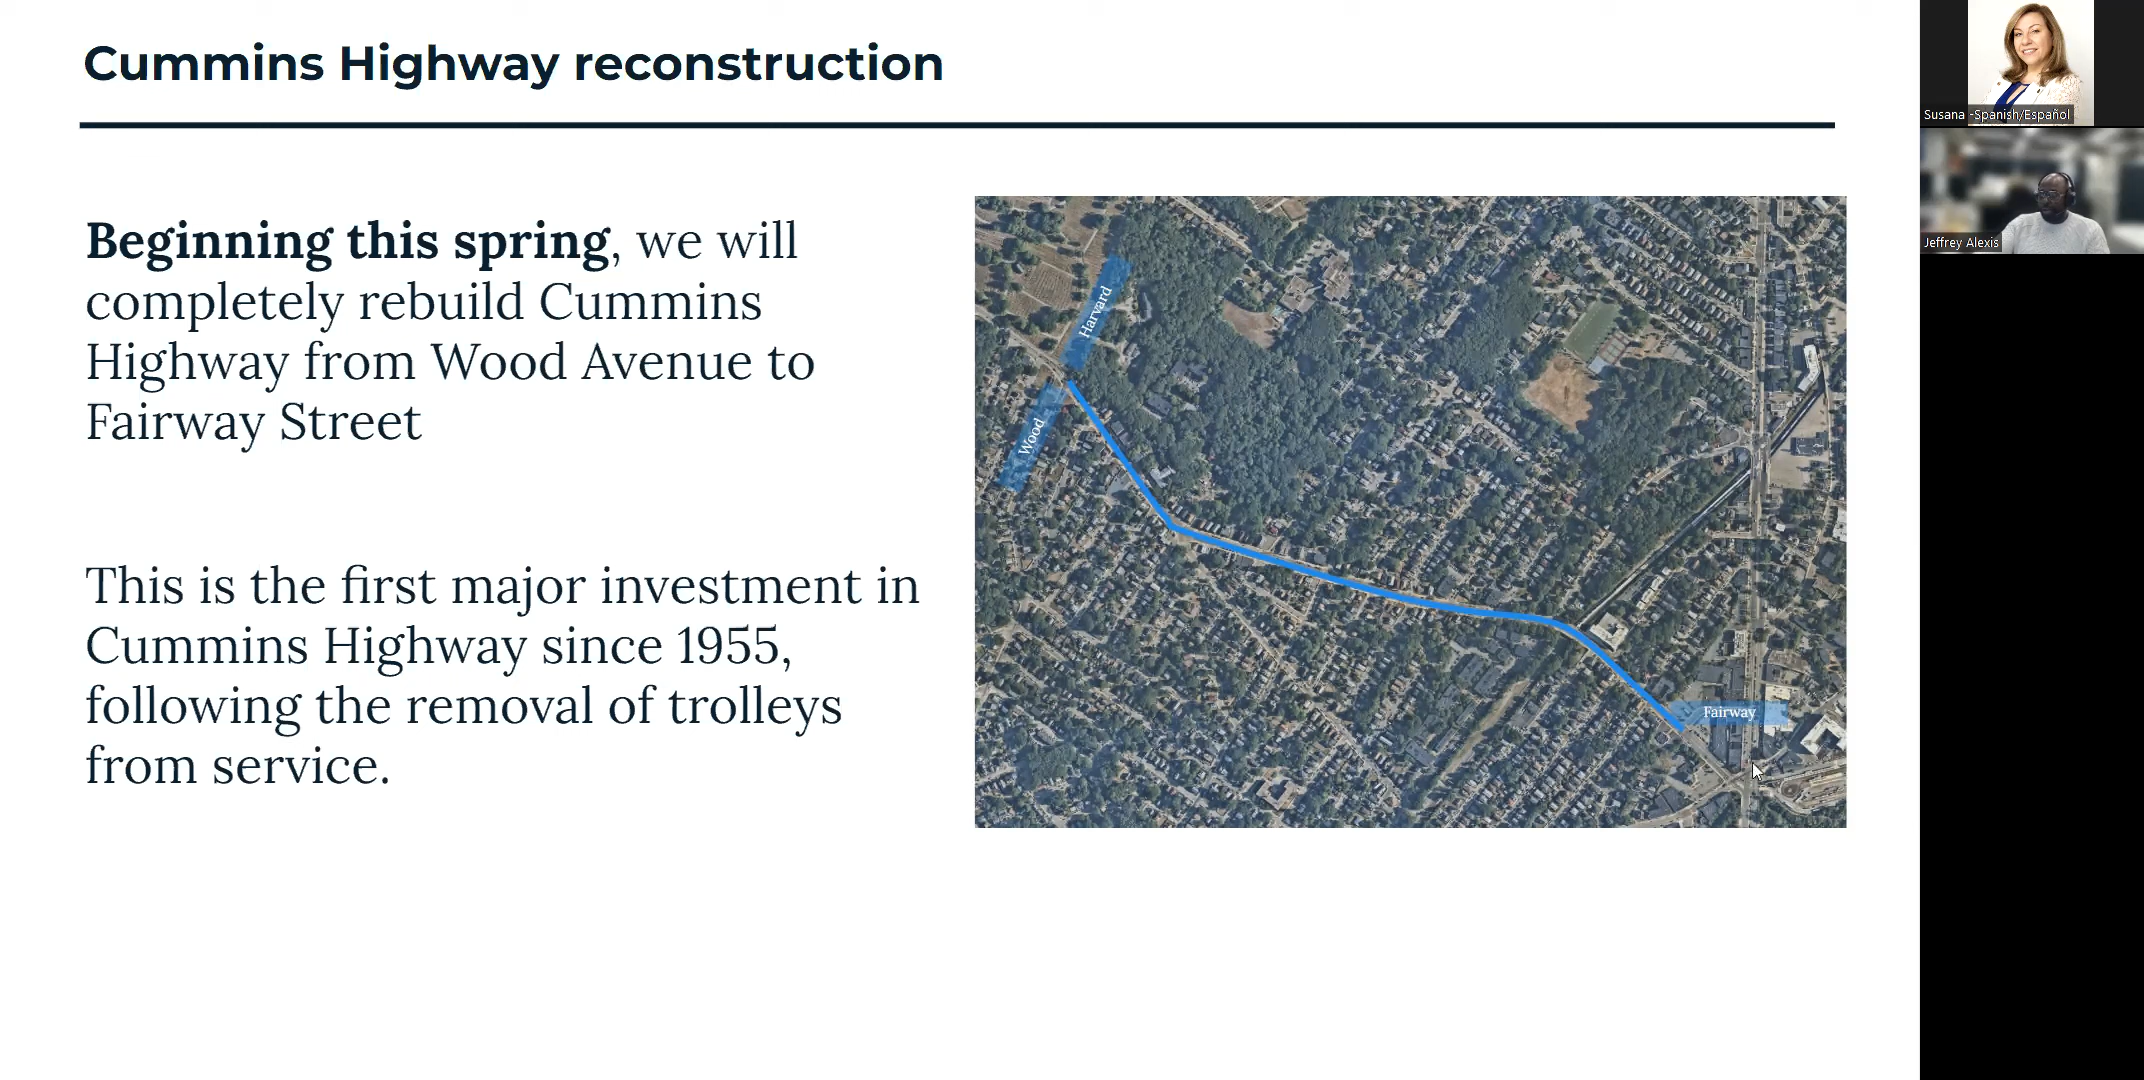 Cummins Highway reconstruction
Beginning this spring, we will
completely rebuild Cummins
Highway from Wood Avenue to
Fairway Street
This is the first major investment in
Cummins Highway since 1955,
following the removal of trolleys
from service.
Harvard
Wood
Fairway
Susana -Spanish/Español
Jeffrey Alexis